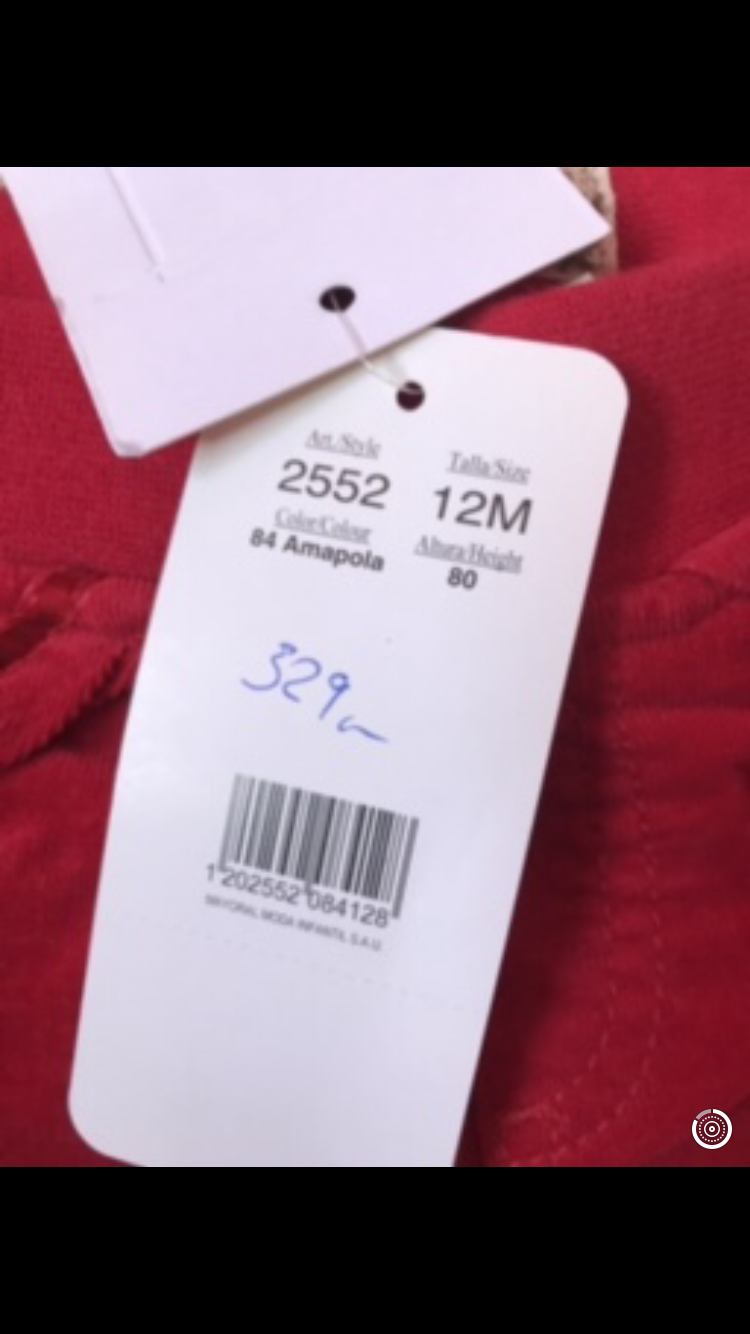 Art./Style
2552
Color/Colour
84 Amapola
Talla/Size
12M
Altura/Height
80
329,-
1 202552 084128
MAYORAL MODA INFANTIL S.A.U.